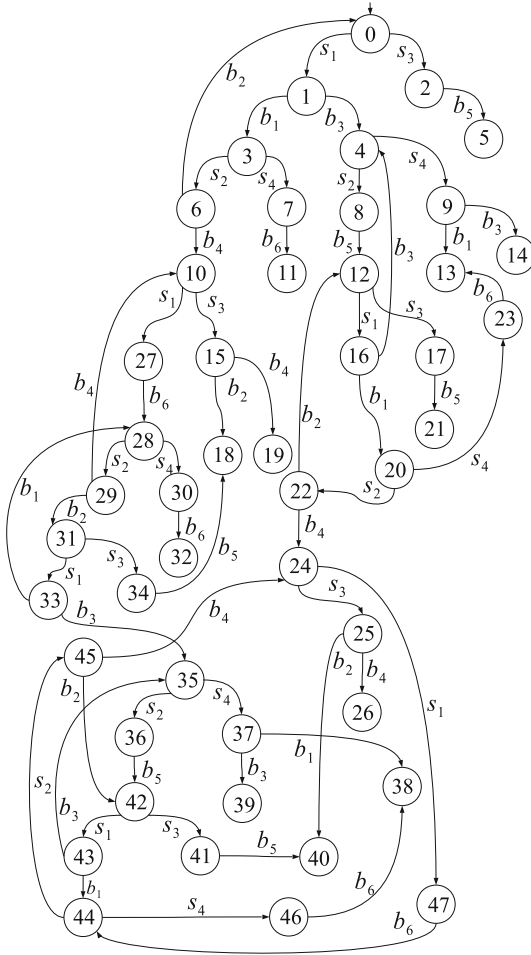 0
s₁ s₃
b₂
1 2
b₁ b₃ b₅
3 4 5
s₂ s₄ s₂ s₄
6 7 8 9
b₄ b₆ b₅ b₁ b₃
10 11 12 13 14
b₃ b₆ 23
s₁ s₃ s₁ s₃
27 15 16 17
b₄ b₆ b₂ b₄ b₁ b₅
28 18 19 21
b₂
s₂ s₄ 20 s₄
29 30 22 s₂
b₁ b₂ b₆ b₄
31 32 b₅ 24
s₁ s₃ s₃
33 34 25
b₃ b₄ b₂ b₄
45 35 26 s₁
b₂ s₂ s₄
36 37 b₁
s₂ b₃ b₅ b₃ 38
42 39
s₁ s₃
43 41 b₅ 40
b₁ b₆
44 s₄ 46 47
b₆